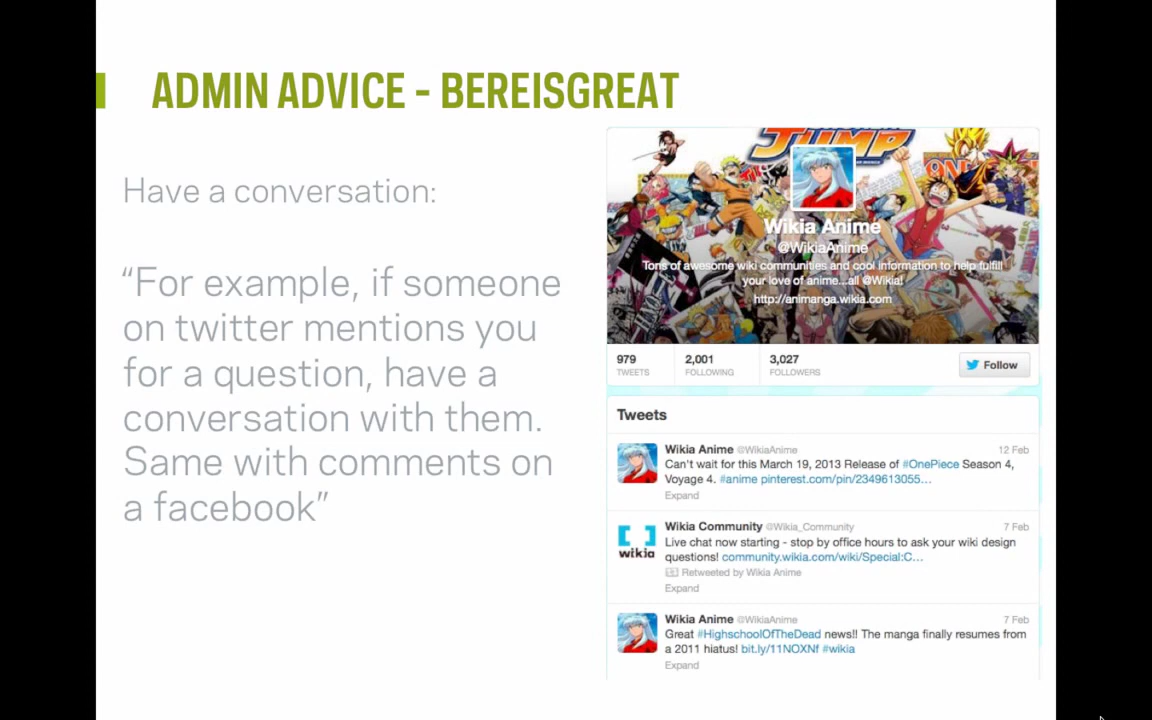 ADMIN ADVICE - BEREISGREAT
Have a conversation:
“For example, if someone
on twitter mentions you
for a question, have a
conversation with them.
Same with comments on
a facebook”
JUMP
Wikia Anime
@WikiaAnime
Tons of awesome wiki communities and cool information to help fulfill
your love of anime...all @Wikia!
http://animanga.wikia.com
979
TWEETS
2,001
FOLLOWING
3,027
FOLLOWERS
Follow
Tweets
Wikia Anime @WikiaAnime 12 Feb
Can't wait for this March 19, 2013 Release of #OnePiece Season 4,
Voyage 4. #anime pinterest.com/pin/2349613055…
Expand
Wikia Community @Wikia_Community 7 Feb
Live chat now starting - stop by office hours to ask your wiki design
questions! community.wikia.com/wiki/Special:C…
Retweeted by Wikia Anime
Expand
wikia
Wikia Anime @WikiaAnime 7 Feb
Great #HighschoolOfTheDead news!! The manga finally resumes from
a 2011 hiatus! bit.ly/11NOXNf #wikia
Expand